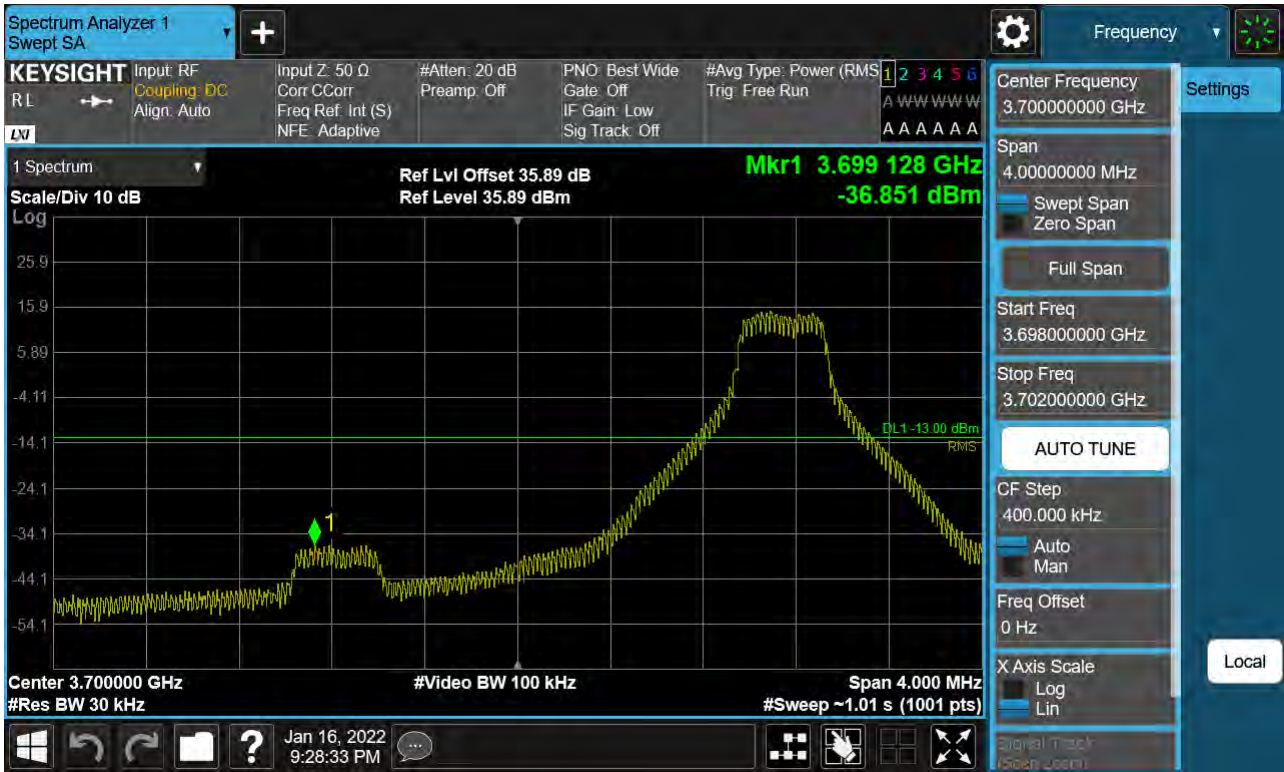 Spectrum Analyzer 1
Swept SA
+
Frequency
KEYSIGHT
RL
LXI
Input: RF
Coupling: DC
Align: Auto
Input Z: 50 Ω
Corr CCorr
Freq Ref: Int (S)
NFE: Adaptive
#Atten: 20 dB
Preamp: Off
PNO: Best Wide
Gate: Off
IF Gain: Low
Sig Track: Off
#Avg Type: Power (RMS
Trig: Free Run
1 2 3 4 5 6
A W W W W W
A A A A A A
1 Spectrum
Scale/Div 10 dB
Log
Ref Lvl Offset 35.89 dB
Ref Level 35.89 dBm
Mkr1 3.699 128 GHz
-36.851 dBm
25.9
15.9
5.89
-4.11
-14.1
-24.1
-34.1
-44.1
-54.1
DL1 -13.00 dBm
RMS
1
Center 3.700000 GHz
#Res BW 30 kHz
#Video BW 100 kHz
Span 4.000 MHz
#Sweep ~1.01 s (1001 pts)
Center Frequency
3.700000000 GHz
Settings
Span
4.00000000 MHz
Swept Span
Zero Span
Full Span
Start Freq
3.698000000 GHz
Stop Freq
3.702000000 GHz
AUTO TUNE
CF Step
400.000 kHz
Auto
Man
Freq Offset
0 Hz
X Axis Scale
Log
Lin
Signal Track
(Span Zoom)
Local
?
Jan 16, 2022
9:28:33 PM